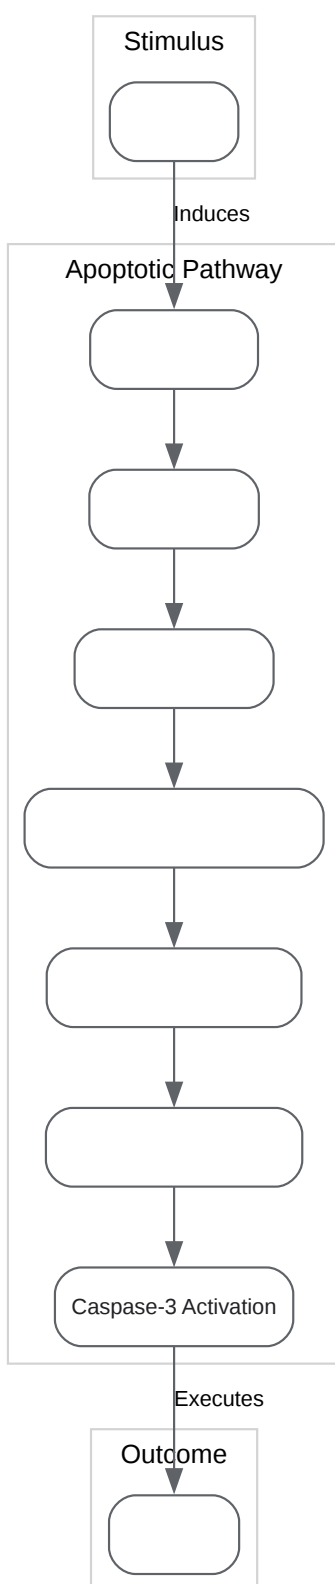 Stimulus
Induces
Apoptotic Pathway
Caspase-3 Activation
Executes
Outcome